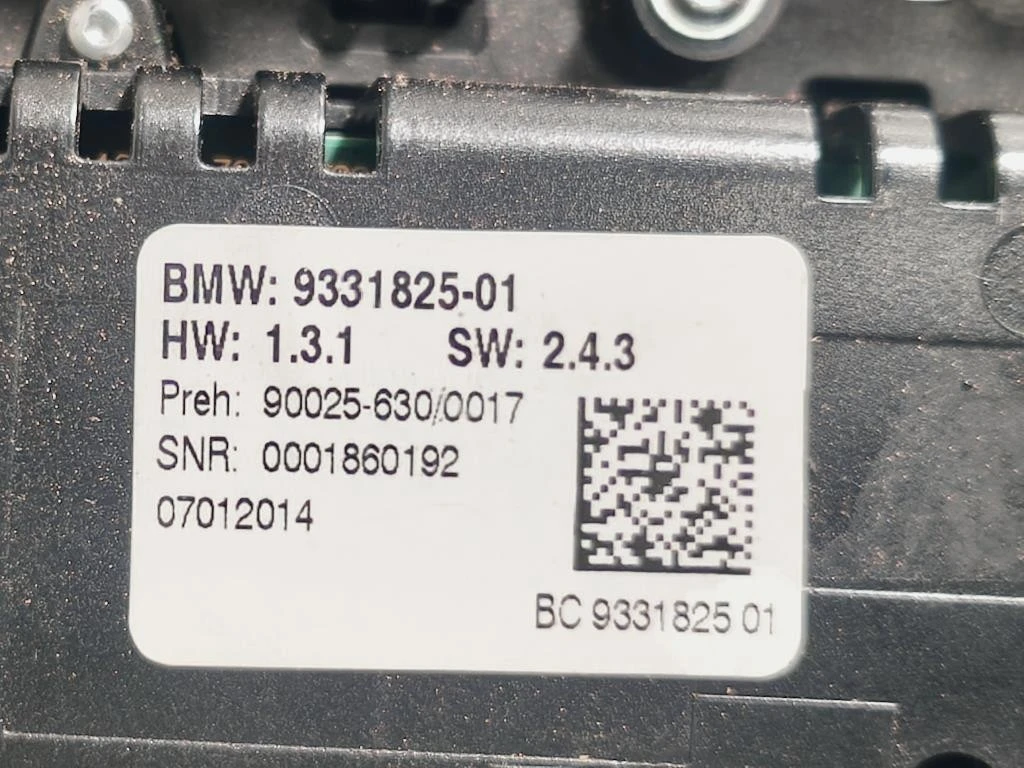 BMW: 9331825-01
HW: 1.3.1 SW: 2.4.3
Preh: 90025-630/0017
SNR: 0001860192
07012014
BC 9331825 01